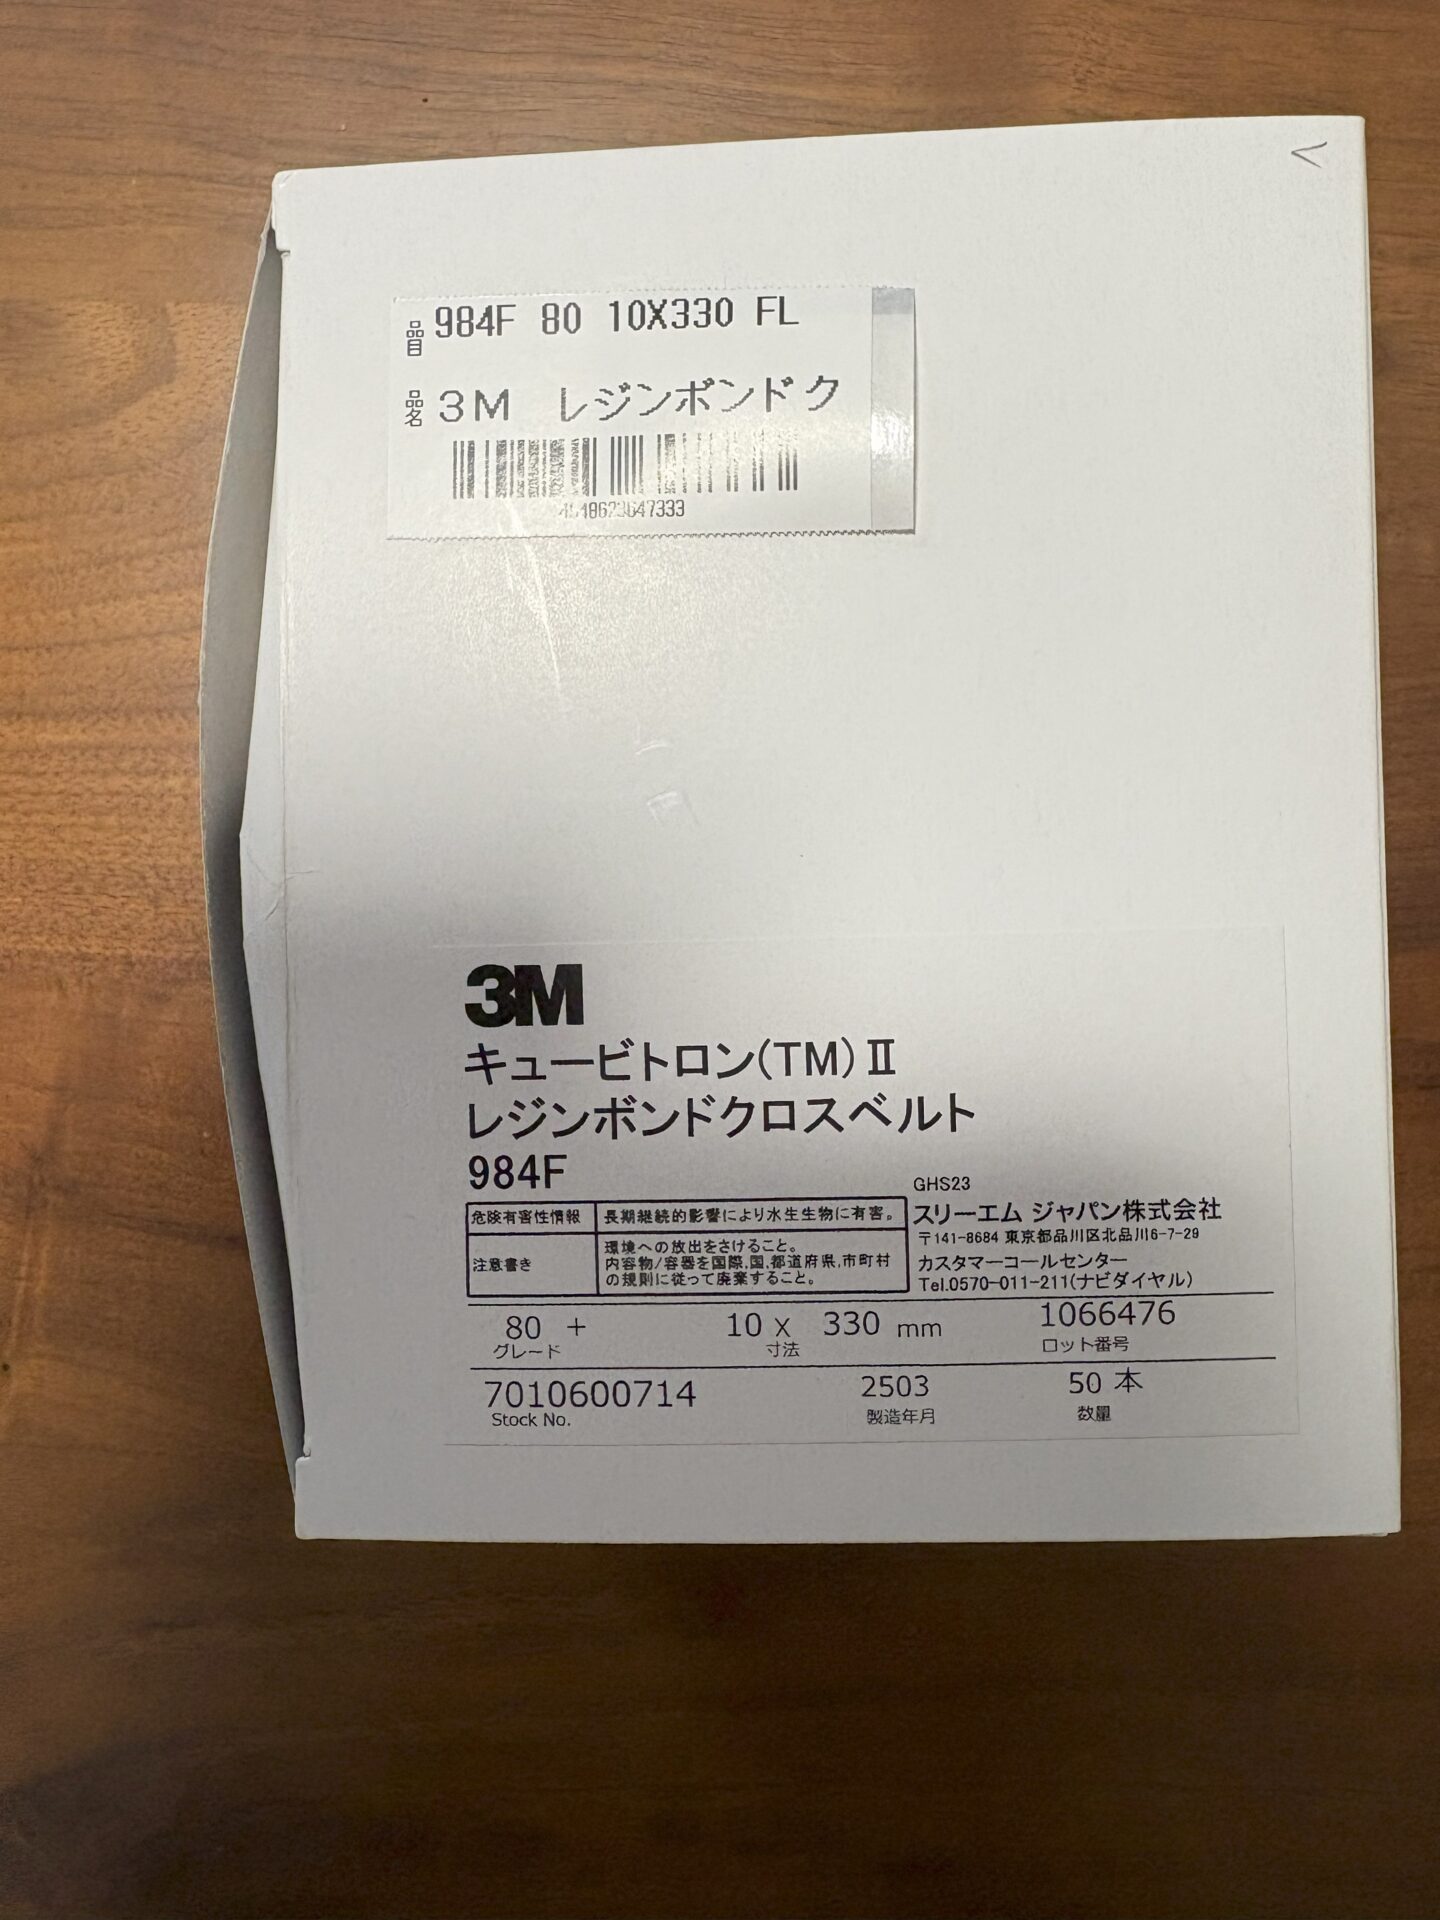 品目 984F 80 10X330 FL
品名 3M レジンボンドク
3M
キュービトロン(TM)Ⅱ
レジンボンドクロスベルト
984F
GHS23
危険有害性情報 長期継続的影響により水生生物に有害。
注意書き
環境への放出をさけること。
内容物/容器を国際,国,都道府県,市町村
の規則に従って廃棄すること。
スリーエム ジャパン株式会社
〒141-8684 東京都品川区北品川6-7-29
カスタマーコールセンター
Tel.0570-011-211(ナビダイヤル)
80 + 10 X 330 mm 1066476
グレード 寸法 ロット番号
7010600714 2503 50 本
Stock No. 製造年月 数量